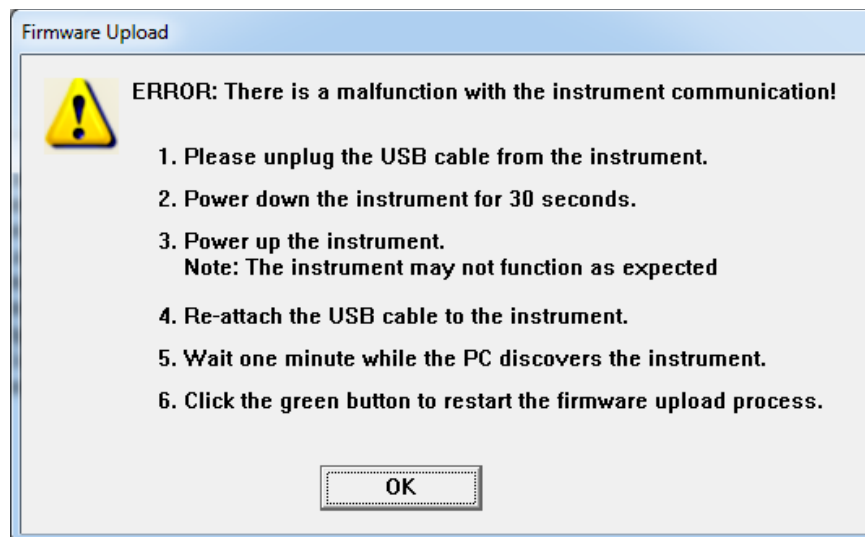 Firmware Upload
ERROR: There is a malfunction with the instrument communication!
1. Please unplug the USB cable from the instrument.
2. Power down the instrument for 30 seconds.
3. Power up the instrument.
Note: The instrument may not function as expected
4. Re-attach the USB cable to the instrument.
5. Wait one minute while the PC discovers the instrument.
6. Click the green button to restart the firmware upload process.
OK